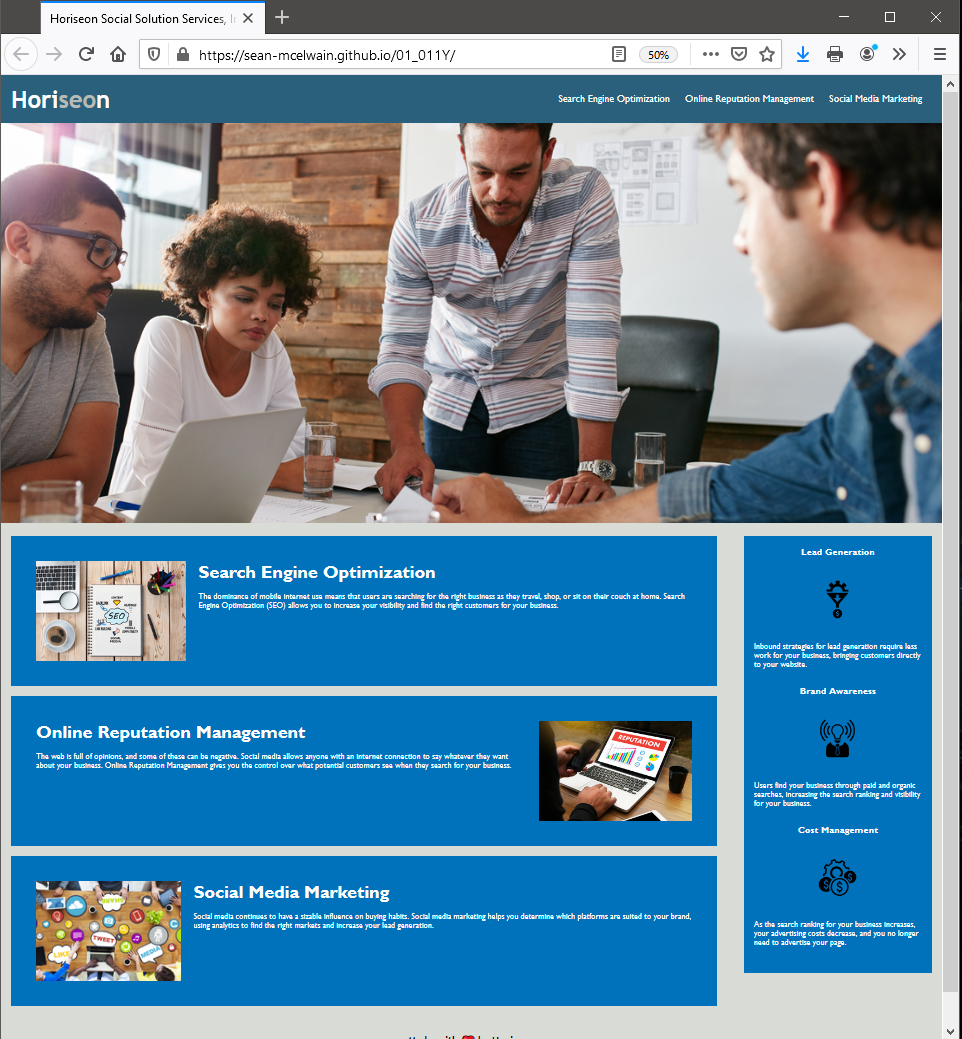 Horiseon Social Solution Services, I
https://sean-mcelwain.github.io/01_011Y/
50%
Horiseon
Search Engine Optimization Online Reputation Management Social Media Marketing
Search Engine Optimization
The dominance of mobile internet use means that users are searching for the right business as they travel, shop, or sit on their couch at home. Search
Engine Optimization (SEO) allows you to increase your visibility and find the right customers for your business.
SEO
Online Reputation Management
The web is full of opinions, and some of these can be negative. Social media allows anyone with an internet connection to say whatever they want
about your business. Online Reputation Management gives you the control over what potential customers see when they search for your business.
REPUTATION
Social Media Marketing
Social media continues to have a sizable influence on buying habits. Social media marketing helps you determine which platforms are suited to your brand,
using analytics to find the right markets and increase your lead generation.
TWEET
LIKE
MEDIA
Lead Generation
Inbound strategies for lead generation require less
work for your business, bringing customers directly
to your website.
Brand Awareness
Users find your business through paid and organic
searches, increasing the search ranking and visibility
for your business.
Cost Management
As the search ranking for your business increases,
your advertising costs decrease, and you no longer
need to advertise your page.